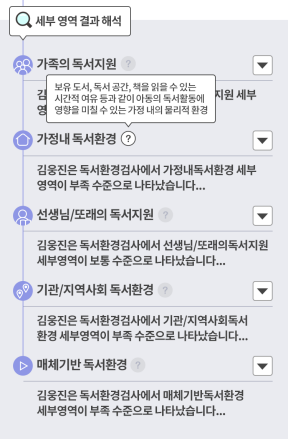 세부 영역 결과 해석
가족의 독서지원 ?
김 지원 세부
영
보유 도서, 독서 공간, 책을 읽을 수 있는
시간적 여유 등과 같이 아동의 독서활동에
영향을 미칠 수 있는 가정 내의 물리적 환경
가정내 독서환경 ?
김웅진은 독서환경검사에서 가정내독서환경 세부
영역이 부족 수준으로 나타났습니다...
선생님/또래의 독서지원 ?
김웅진은 독서환경검사에서 선생님/또래의독서지원
세부영역이 보통 수준으로 나타났습니다...
기관/지역사회 독서환경 ?
김웅진은 독서환경검사에서 기관/지역사회독서
환경 세부영역이 부족 수준으로 나타났습니다...
매체기반 독서환경 ?
김웅진은 독서환경검사에서 매체기반독서환경
세부영역이 부족 수준으로 나타났습니다...